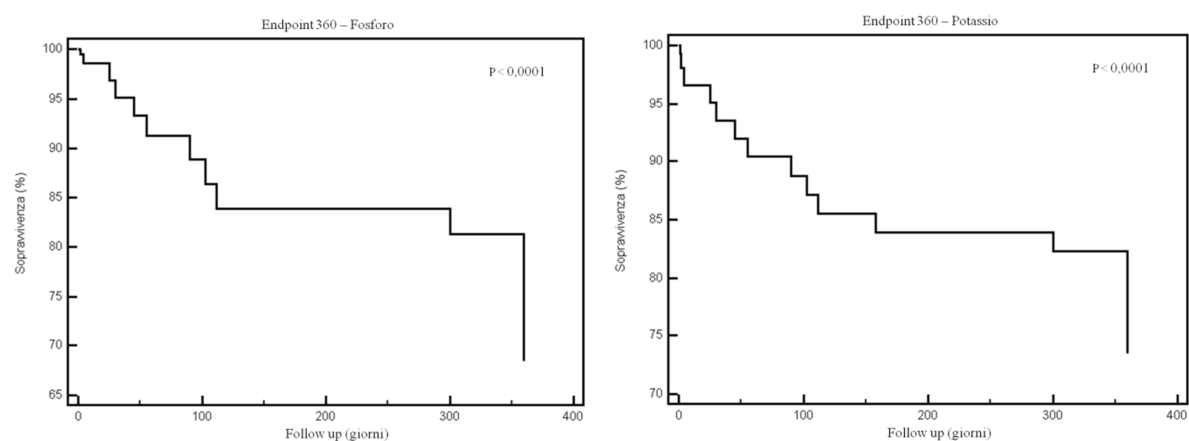 Endpoint 360 – Fosforo
P< 0,0001
Sopravvivenza (%)
100
95
90
85
80
75
70
65
0 100 200 300 400
Follow up (giorni)
Endpoint 360 – Potassio
P< 0,0001
Sopravvivenza (%)
100
95
90
85
80
75
70
0 100 200 300 400
Follow up (giorni)